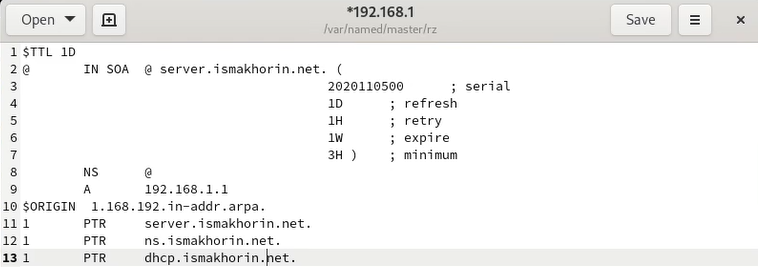 Open
*192.168.1
/var/named/master/rz
Save
1 $TTL 1D
2 @ IN SOA @ server.ismakhorin.net. (
3 2020110500 ; serial
4 1D ; refresh
5 1H ; retry
6 1W ; expire
7 3H ) ; minimum
8 NS @
9 A 192.168.1.1
10 $ORIGIN 1.168.192.in-addr.arpa.
11 1 PTR server.ismakhorin.net.
12 1 PTR ns.ismakhorin.net.
13 1 PTR dhcp.ismakhorin.net.